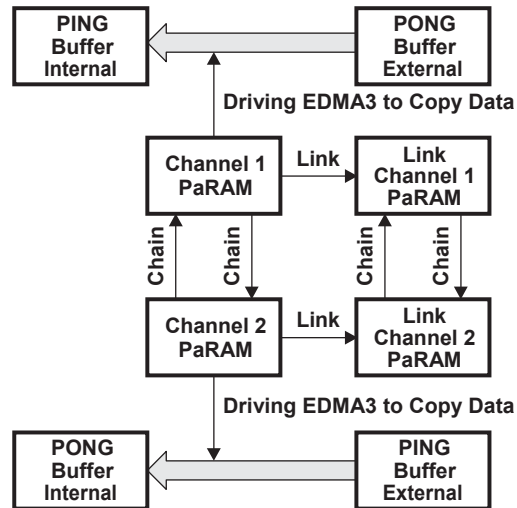 PING
Buffer
Internal
PONG
Buffer
External
Driving EDMA3 to Copy Data
Channel 1
PaRAM
Link
Link
Channel 1
PaRAM
Chain
Chain
Chain
Chain
Channel 2
PaRAM
Link
Link
Channel 2
PaRAM
Driving EDMA3 to Copy Data
PONG
Buffer
Internal
PING
Buffer
External